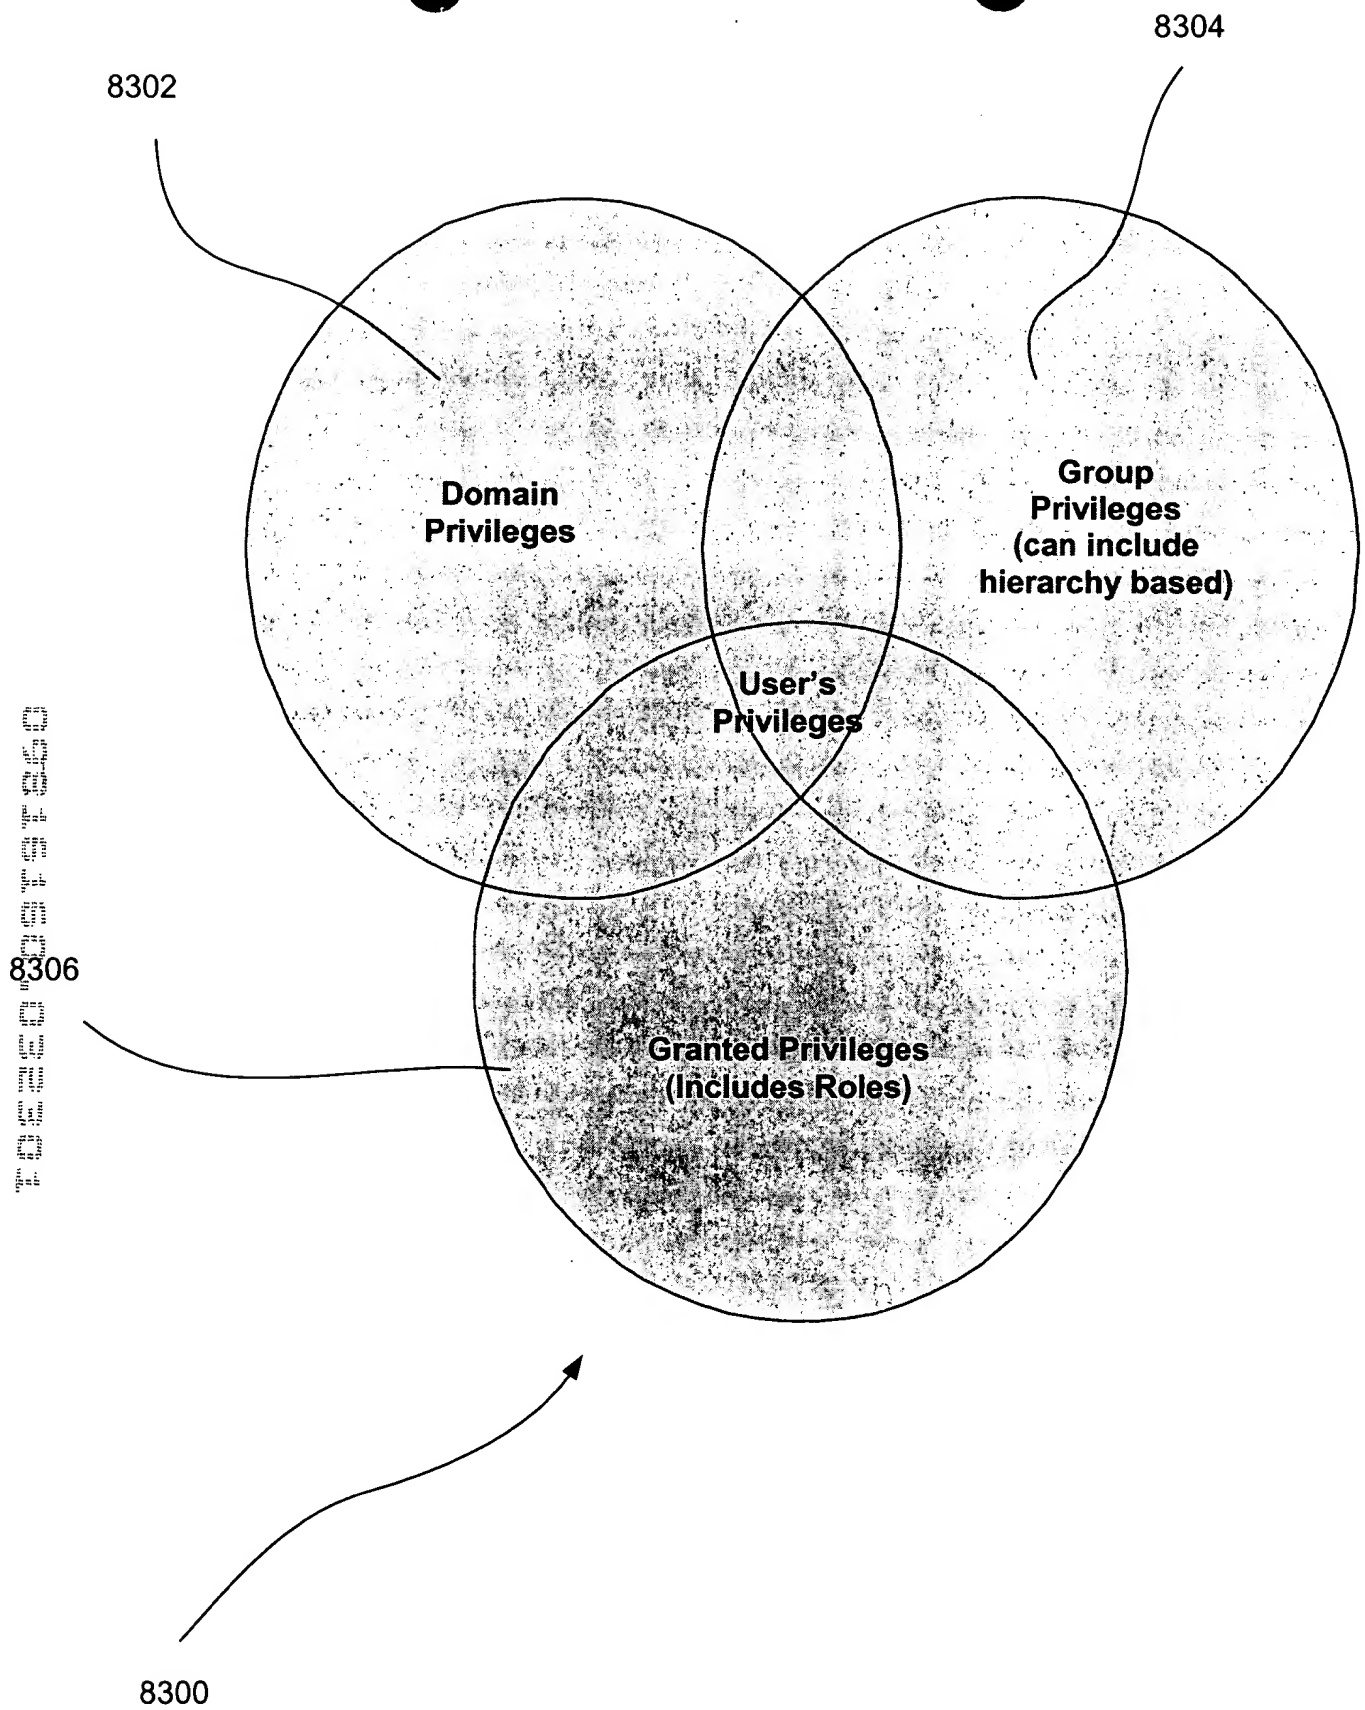 8304
8302
Domain
Privileges
Group
Privileges
(can include
hierarchy based)
User's
Privileges
8306
Granted Privileges
(Includes Roles)
8300